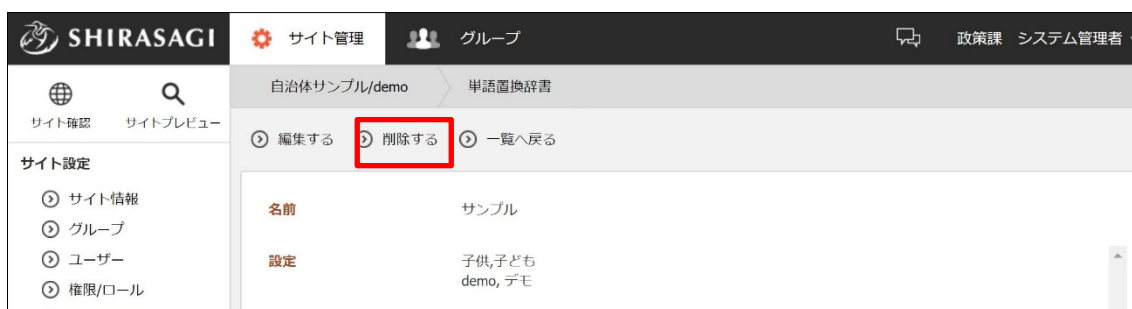 SHIRASAGI
サイト管理
グループ
政策課 システム管理者
サイト確認 サイトプレビュー
自治体サンプル/demo
単語置換辞書
編集する 削除する 一覧へ戻る
サイト設定
サイト情報
グループ
ユーザー
権限/ロール
名前 サンプル
設定 子供,子ども
demo, デモ